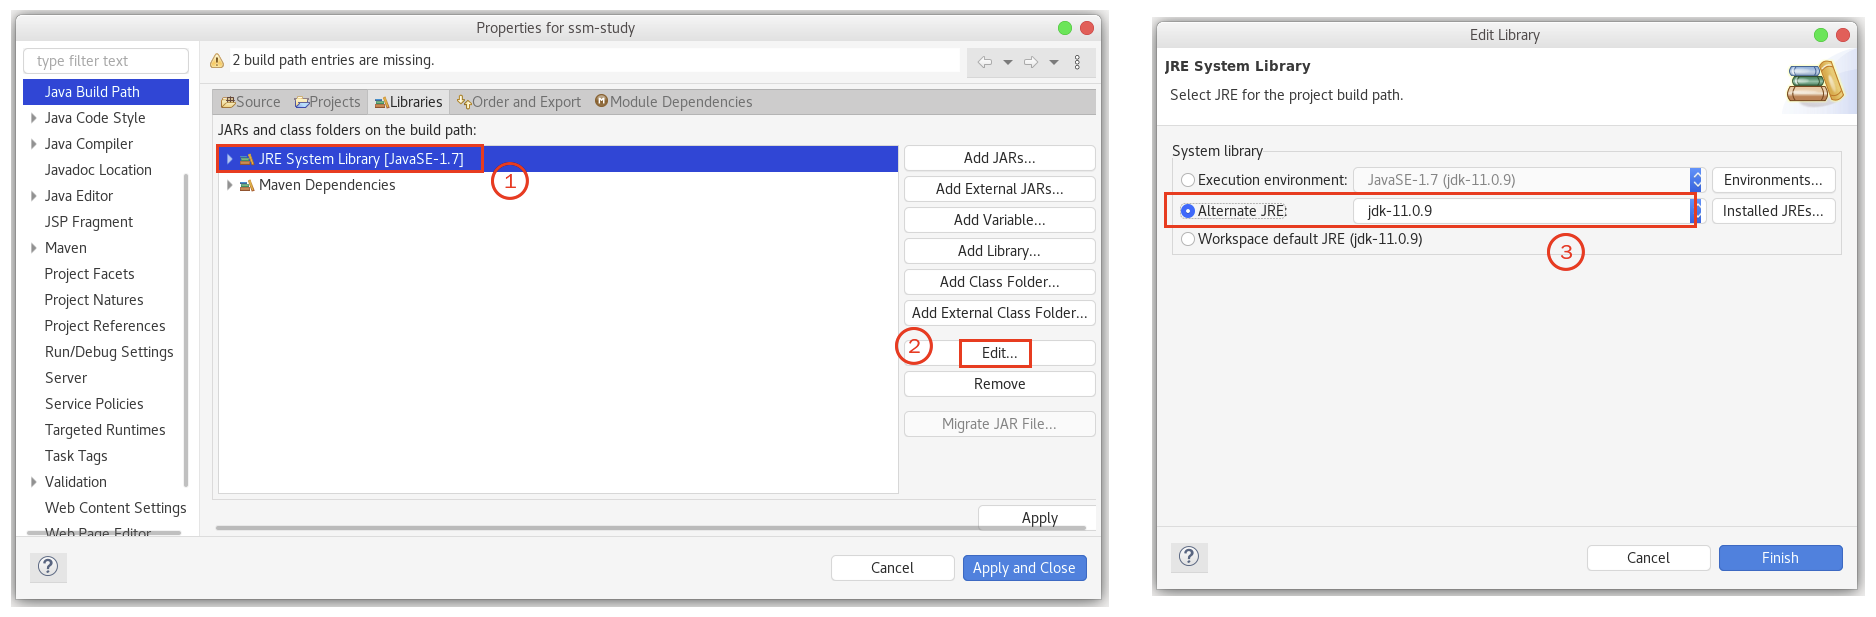 Properties for ssm-study
type filter text
Java Build Path
Java Code Style
Java Compiler
Javadoc Location
Java Editor
JSP Fragment
Maven
Project Facets
Project Natures
Project References
Run/Debug Settings
Server
Service Policies
Targeted Runtimes
Task Tags
Validation
Web Content Settings
Web Page Editor
2 build path entries are missing.
Source Projects Libraries Order and Export Module Dependencies
JARs and class folders on the build path:
JRE System Library [JavaSE-1.7]
1
Maven Dependencies
Add JARs...
Add External JARs...
Add Variable...
Add Library...
Add Class Folder...
Add External Class Folder...
2
Edit...
Remove
Migrate JAR File...
Apply
?
Cancel
Apply and Close
Edit Library
JRE System Library
Select JRE for the project build path.
System library
Execution environment: JavaSE-1.7 (jdk-11.0.9) Environments...
Alternate JRE: jdk-11.0.9 Installed JREs...
Workspace default JRE (jdk-11.0.9)
3
?
Cancel
Finish